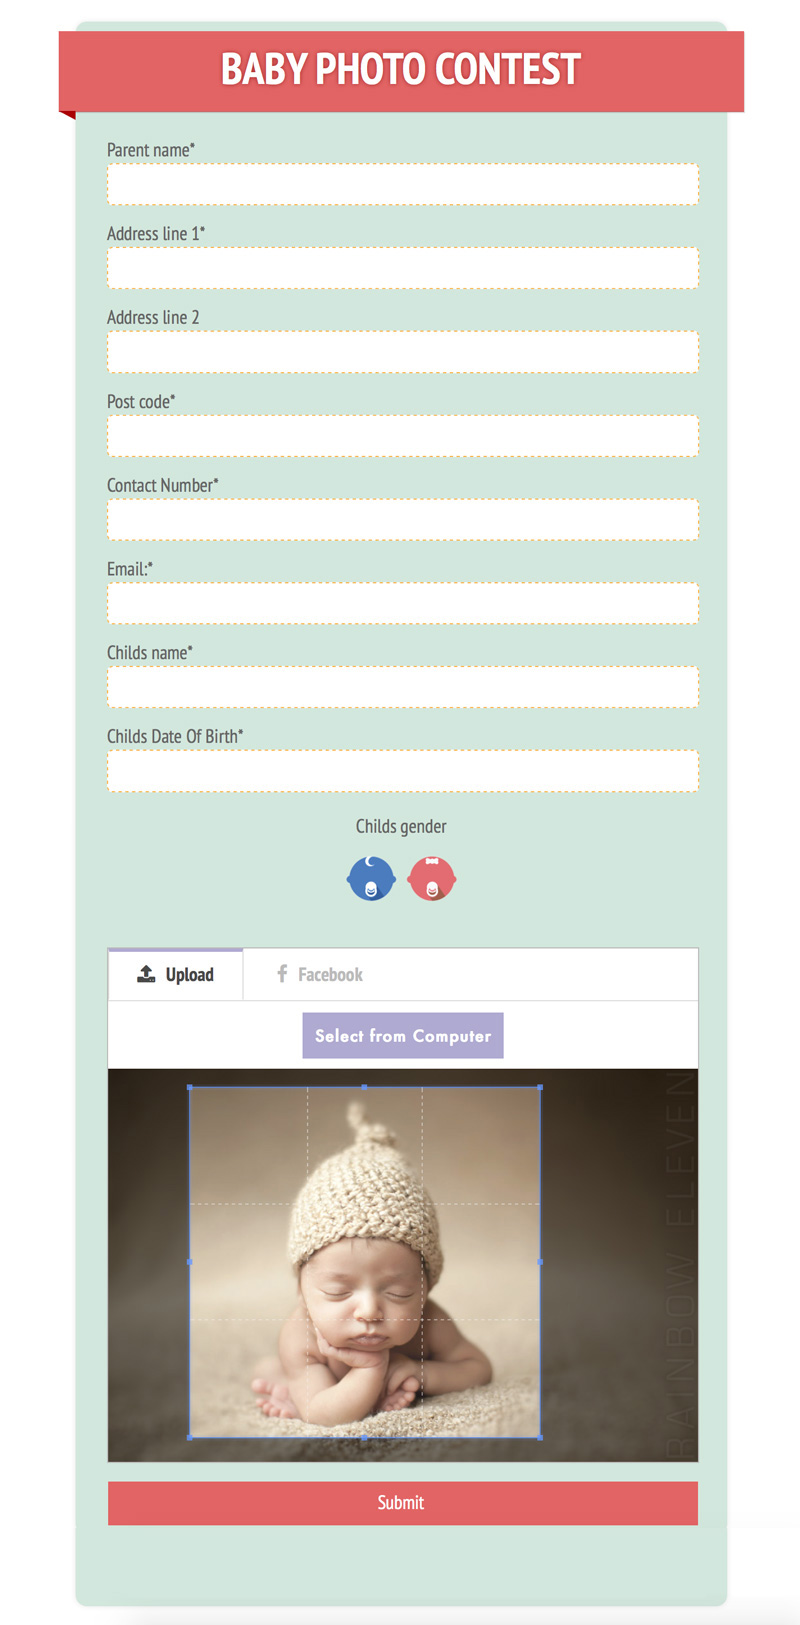 BABY PHOTO CONTEST
Parent name*
Address line 1*
Address line 2
Post code*
Contact Number*
Email:*
Childs name*
Childs Date Of Birth*
Childs gender
Upload
Facebook
Select from Computer
RAINBOW ELEVEN
Submit